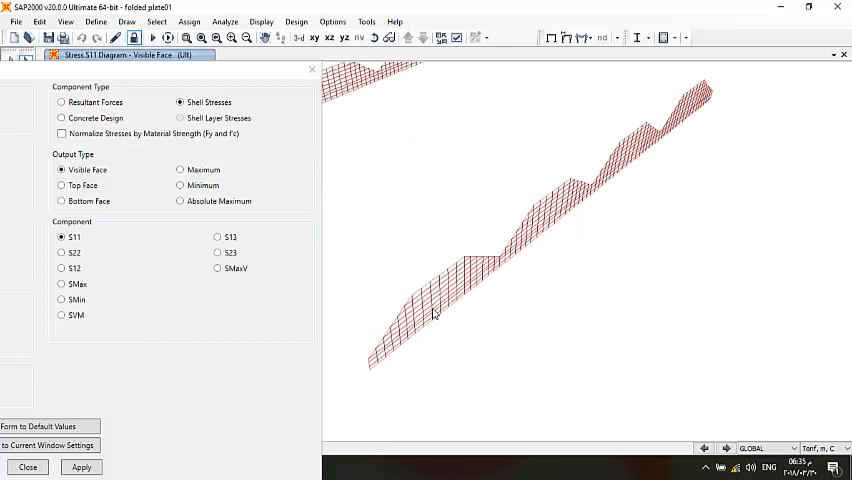 SAP2000 v20.0.0 Ultimate 64-bit - folded plate01
File Edit View Define Draw Select Assign Analyze Display Design Options Tools Help
3-d xy xz yz nv nd
Stress S11 Diagram - Visible Face (Ult)
Component Type
Resultant Forces Shell Stresses
Concrete Design Shell Layer Stresses
Normalize Stresses by Material Strength (Fy and f'c)
Output Type
Visible Face Maximum
Top Face Minimum
Bottom Face Absolute Maximum
Component
S11 S13
S22 S23
S12 SMaxV
SMax
SMin
SVM
Form to Default Values
to Current Window Settings
Close Apply
GLOBAL Tonf, m, C
ENG 06:35 م
٢٠١٨/٠٣/٢٠